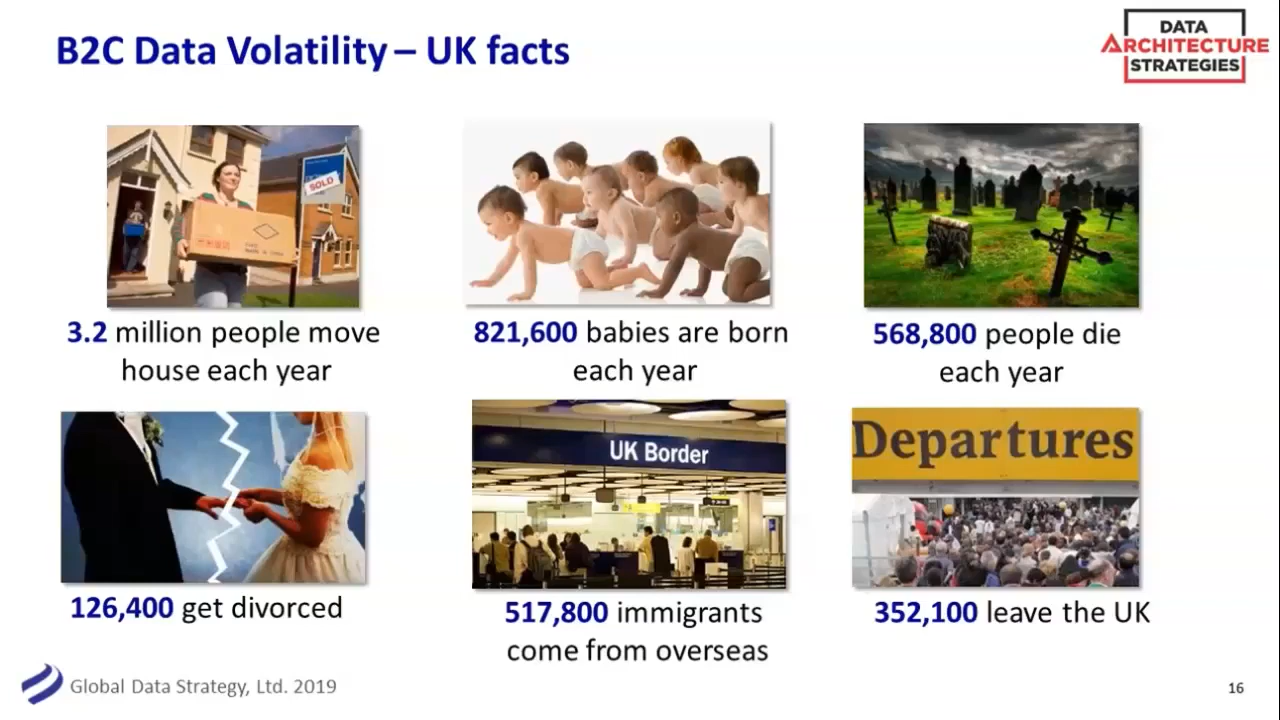 B2C Data Volatility – UK facts
DATA
ARCHITECTURE
STRATEGIES
SOLD
3.2 million people move
house each year
821,600 babies are born
each year
568,800 people die
each year
UK Border
Departures
126,400 get divorced
517,800 immigrants
come from overseas
352,100 leave the UK
Global Data Strategy, Ltd. 2019
16